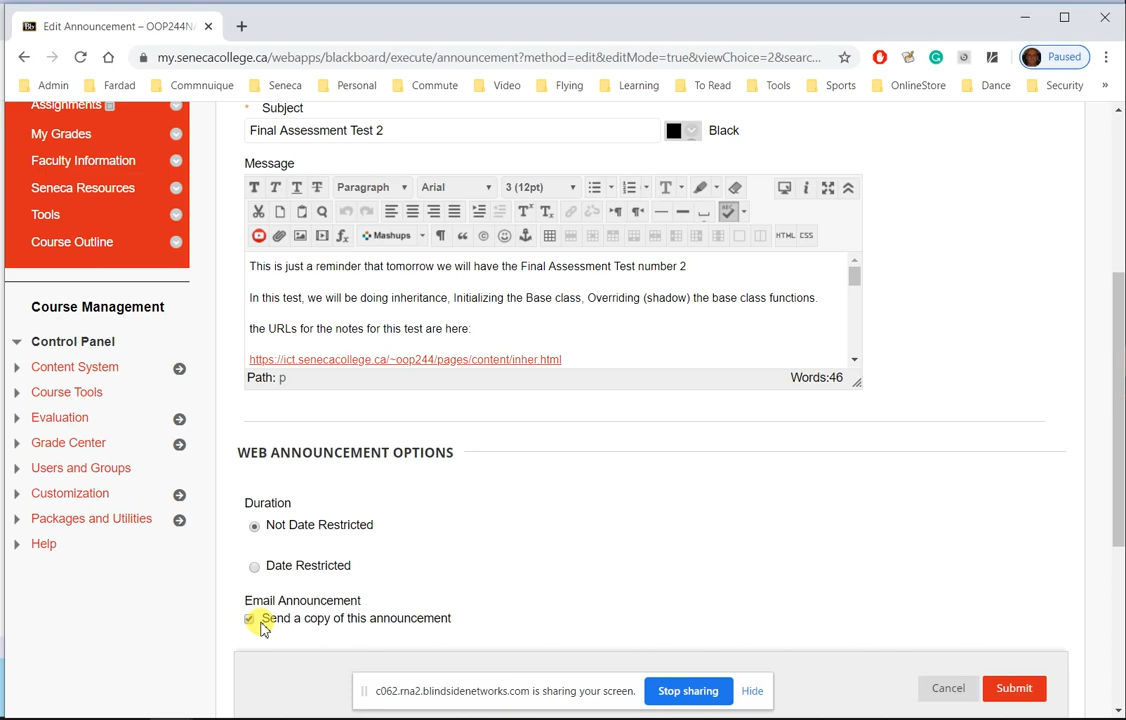 Edit Announcement – OOP244N
my.senecacollege.ca/webapps/blackboard/execute/announcement?method=edit&editMode=true&viewChoice=2&searc...
Paused
Admin
Fardad
Commnuique
Seneca
Personal
Commute
Video
Flying
Learning
To Read
Tools
Sports
OnlineStore
Dance
Security
»
Assignments
My Grades
Faculty Information
Seneca Resources
Tools
Course Outline
Course Management
Control Panel
Content System
Course Tools
Evaluation
Grade Center
Users and Groups
Customization
Packages and Utilities
Help
* Subject
Final Assessment Test 2
Black
Message
Paragraph
Arial
3 (12pt)
Mashups
HTML CSS
This is just a reminder that tomorrow we will have the Final Assessment Test number 2
In this test, we will be doing inheritance, Initializing the Base class, Overriding (shadow) the base class functions.
the URLs for the notes for this test are here:
https://ict.senecacollege.ca/~oop244/pages/content/inher.html
Path: p
Words:46
WEB ANNOUNCEMENT OPTIONS
Duration
Not Date Restricted
Date Restricted
Email Announcement
Send a copy of this announcement
c062.rna2.blindsidenetworks.com is sharing your screen.
Stop sharing
Hide
Cancel
Submit